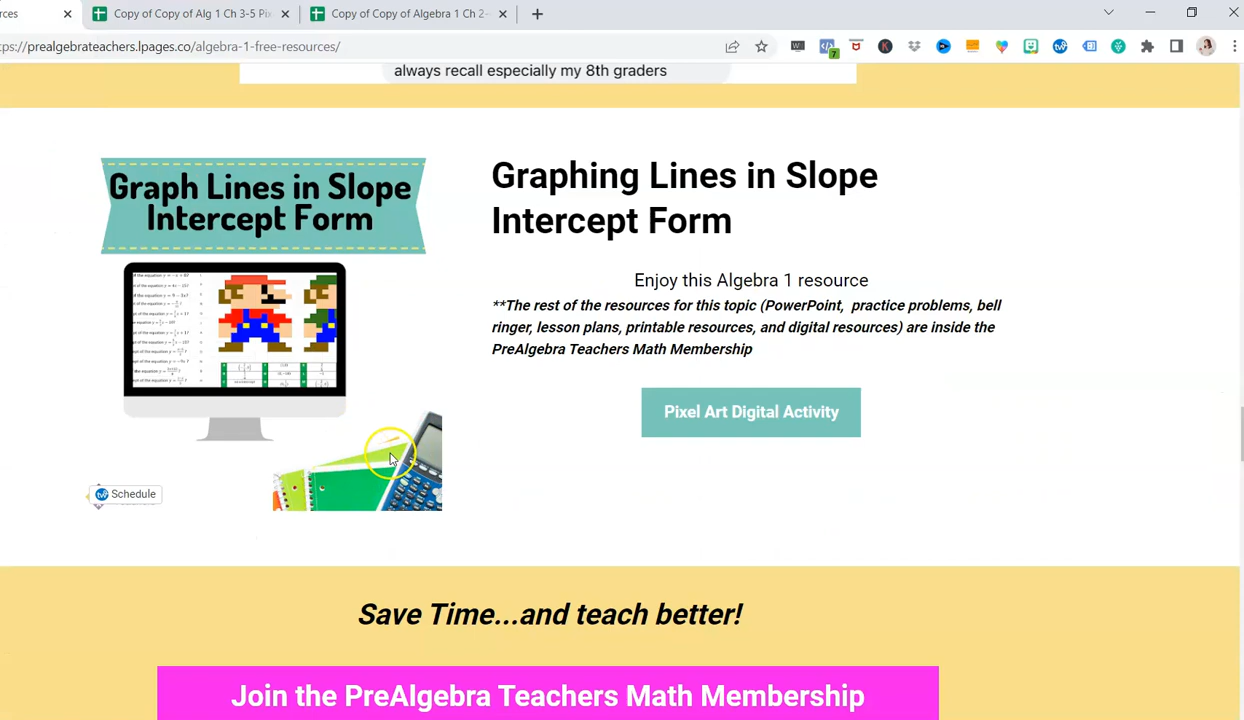 rces
Copy of Copy of Alg 1 Ch 3-5 Pix
Copy of Copy of Algebra 1 Ch 2-
ps://prealgebrateachers.lpages.co/algebra-1-free-resources/
7
always recall especially my 8th graders
Graph Lines in Slope
Intercept Form
Graphing Lines in Slope
Intercept Form
Enjoy this Algebra 1 resource
**The rest of the resources for this topic (PowerPoint, practice problems, bell
ringer, lesson plans, printable resources, and digital resources) are inside the
PreAlgebra Teachers Math Membership
Pixel Art Digital Activity
Schedule
Save Time...and teach better!
Join the PreAlgebra Teachers Math Membership